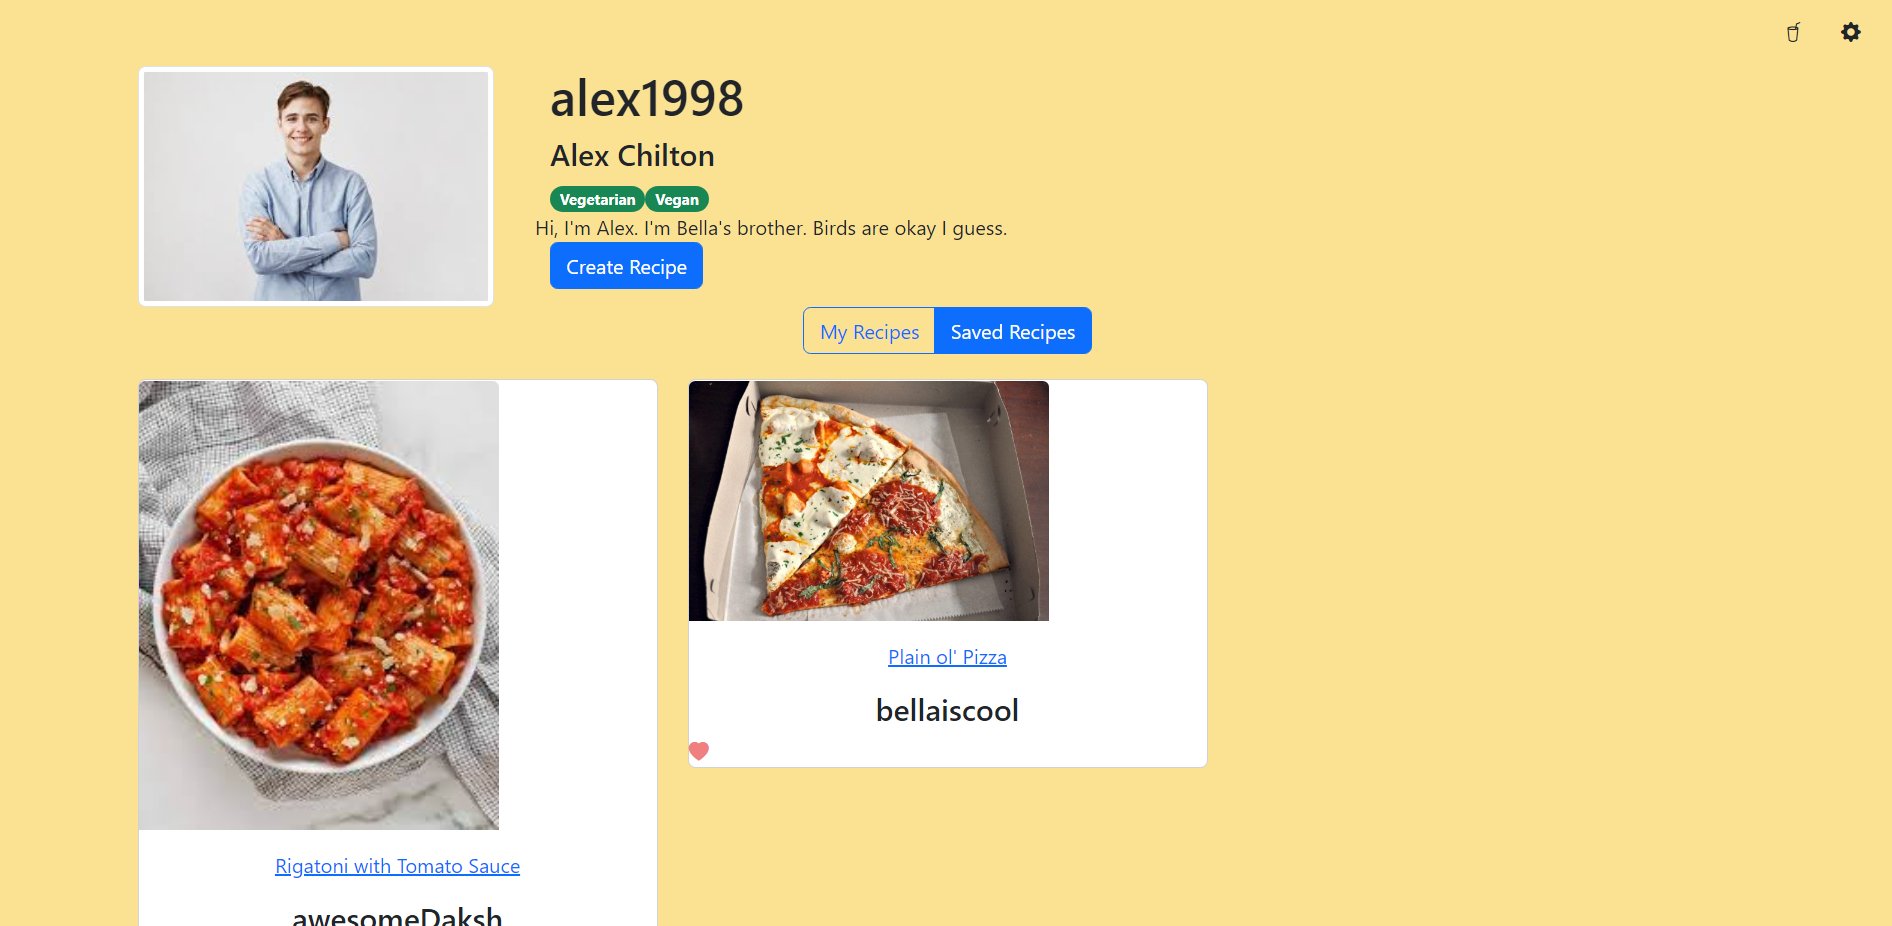 alex1998
Alex Chilton
Vegetarian Vegan
Hi, I'm Alex. I'm Bella's brother. Birds are okay I guess.
Create Recipe
My Recipes Saved Recipes
Rigatoni with Tomato Sauce
awesomeDaksh
Plain ol' Pizza
bellaiscool